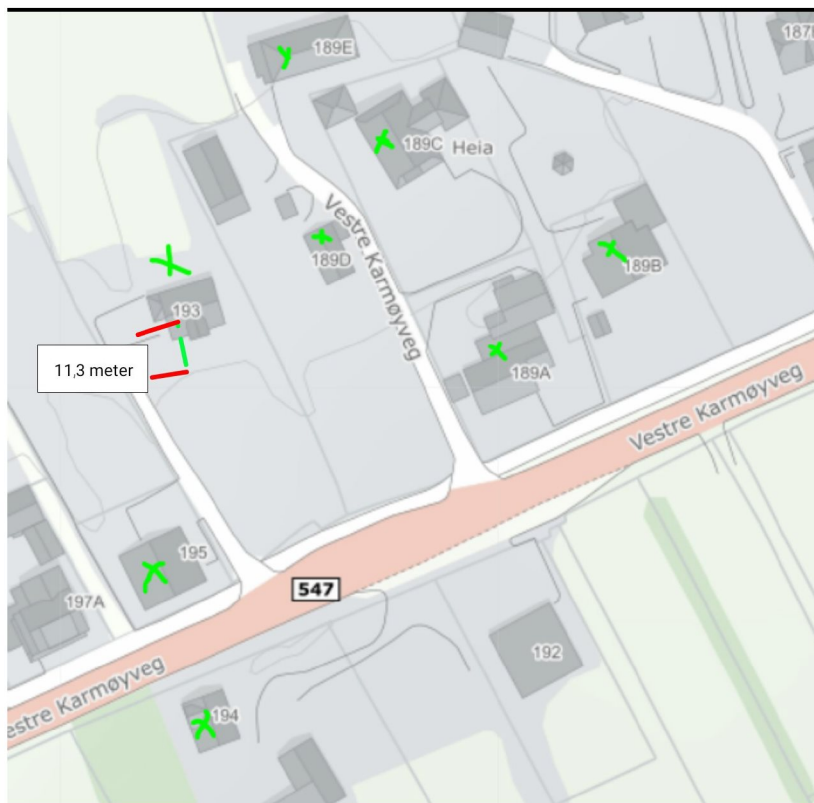 189E
187
189C
Heia
Vestre Karmøyveg
189D
189B
193
11,3 meter
189A
Vestre Karmøyveg
195
547
197A
192
estre Karmøyveg
194